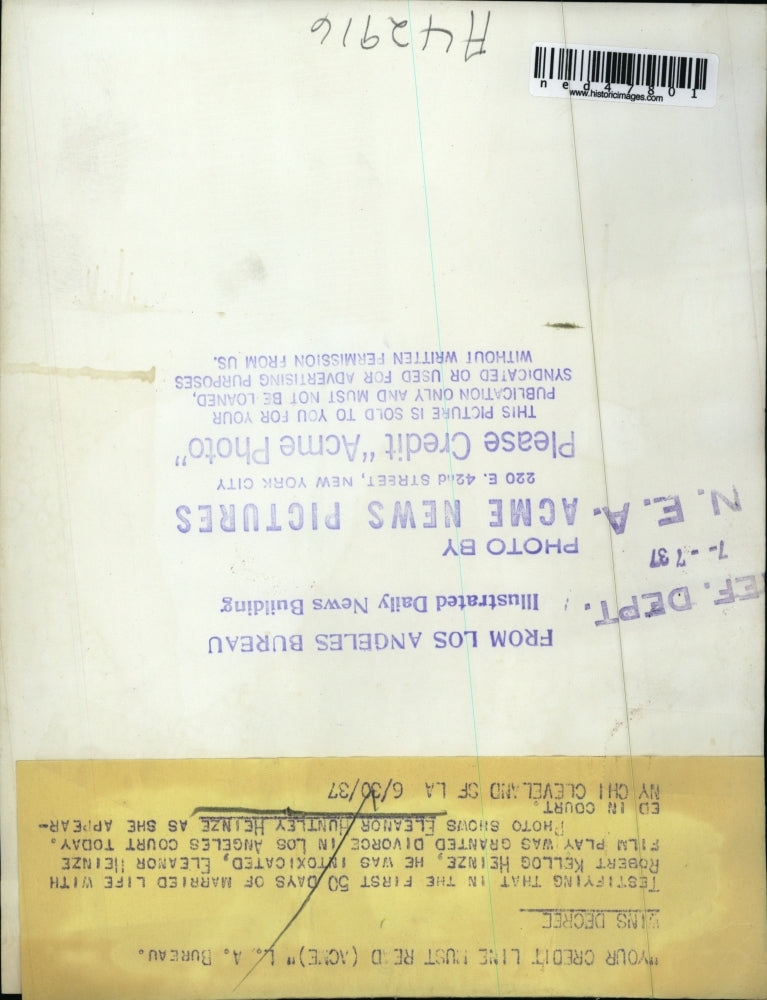 "YOUR CREDIT LINE MUST READ (ACME)" L. A. BUREAU.
WINS DECREE
TESTIFYING THAT IN THE FIRST 50 DAYS OF MARRIED LIFE WITH
ROBERT KELLOG HEINZE, HE WAS INTOXICATED, ELEANOR HEINZE
FILM PLAY WAS GRANTED DIVORCE IN LOS ANGELES COURT TODAY.
PHOTO SHOWS ELEANOR HUNTLEY HEINZE AS SHE APPEAR-
ED IN COURT.
NY CHI CLEVELAND SF LA 6/30/37
FROM LOS ANGELES BUREAU
Illustrated Daily News Building
EF. DEPT.
7 - - 7 37
N. E. A.
PHOTO BY
ACME NEWS PICTURES
220 E. 42nd STREET, NEW YORK CITY
Please Credit "Acme Photo"
THIS PICTURE IS SOLD TO YOU FOR YOUR
PUBLICATION ONLY AND MUST NOT BE LOANED,
SYNDICATED OR USED FOR ADVERTISING PURPOSES
WITHOUT WRITTEN PERMISSION FROM US.
A42916
ned47801
www.historicimages.com